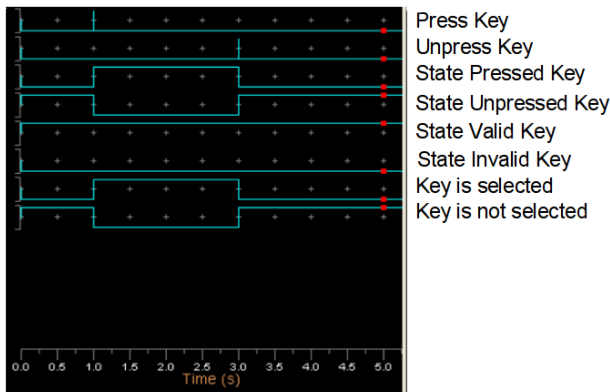 Press Key
Unpress Key
State Pressed Key
State Unpressed Key
State Valid Key
State Invalid Key
Key is selected
Key is not selected
0.0 0.5 1.0 1.5 2.0 2.5 3.0 3.5 4.0 4.5 5.0
Time (s)